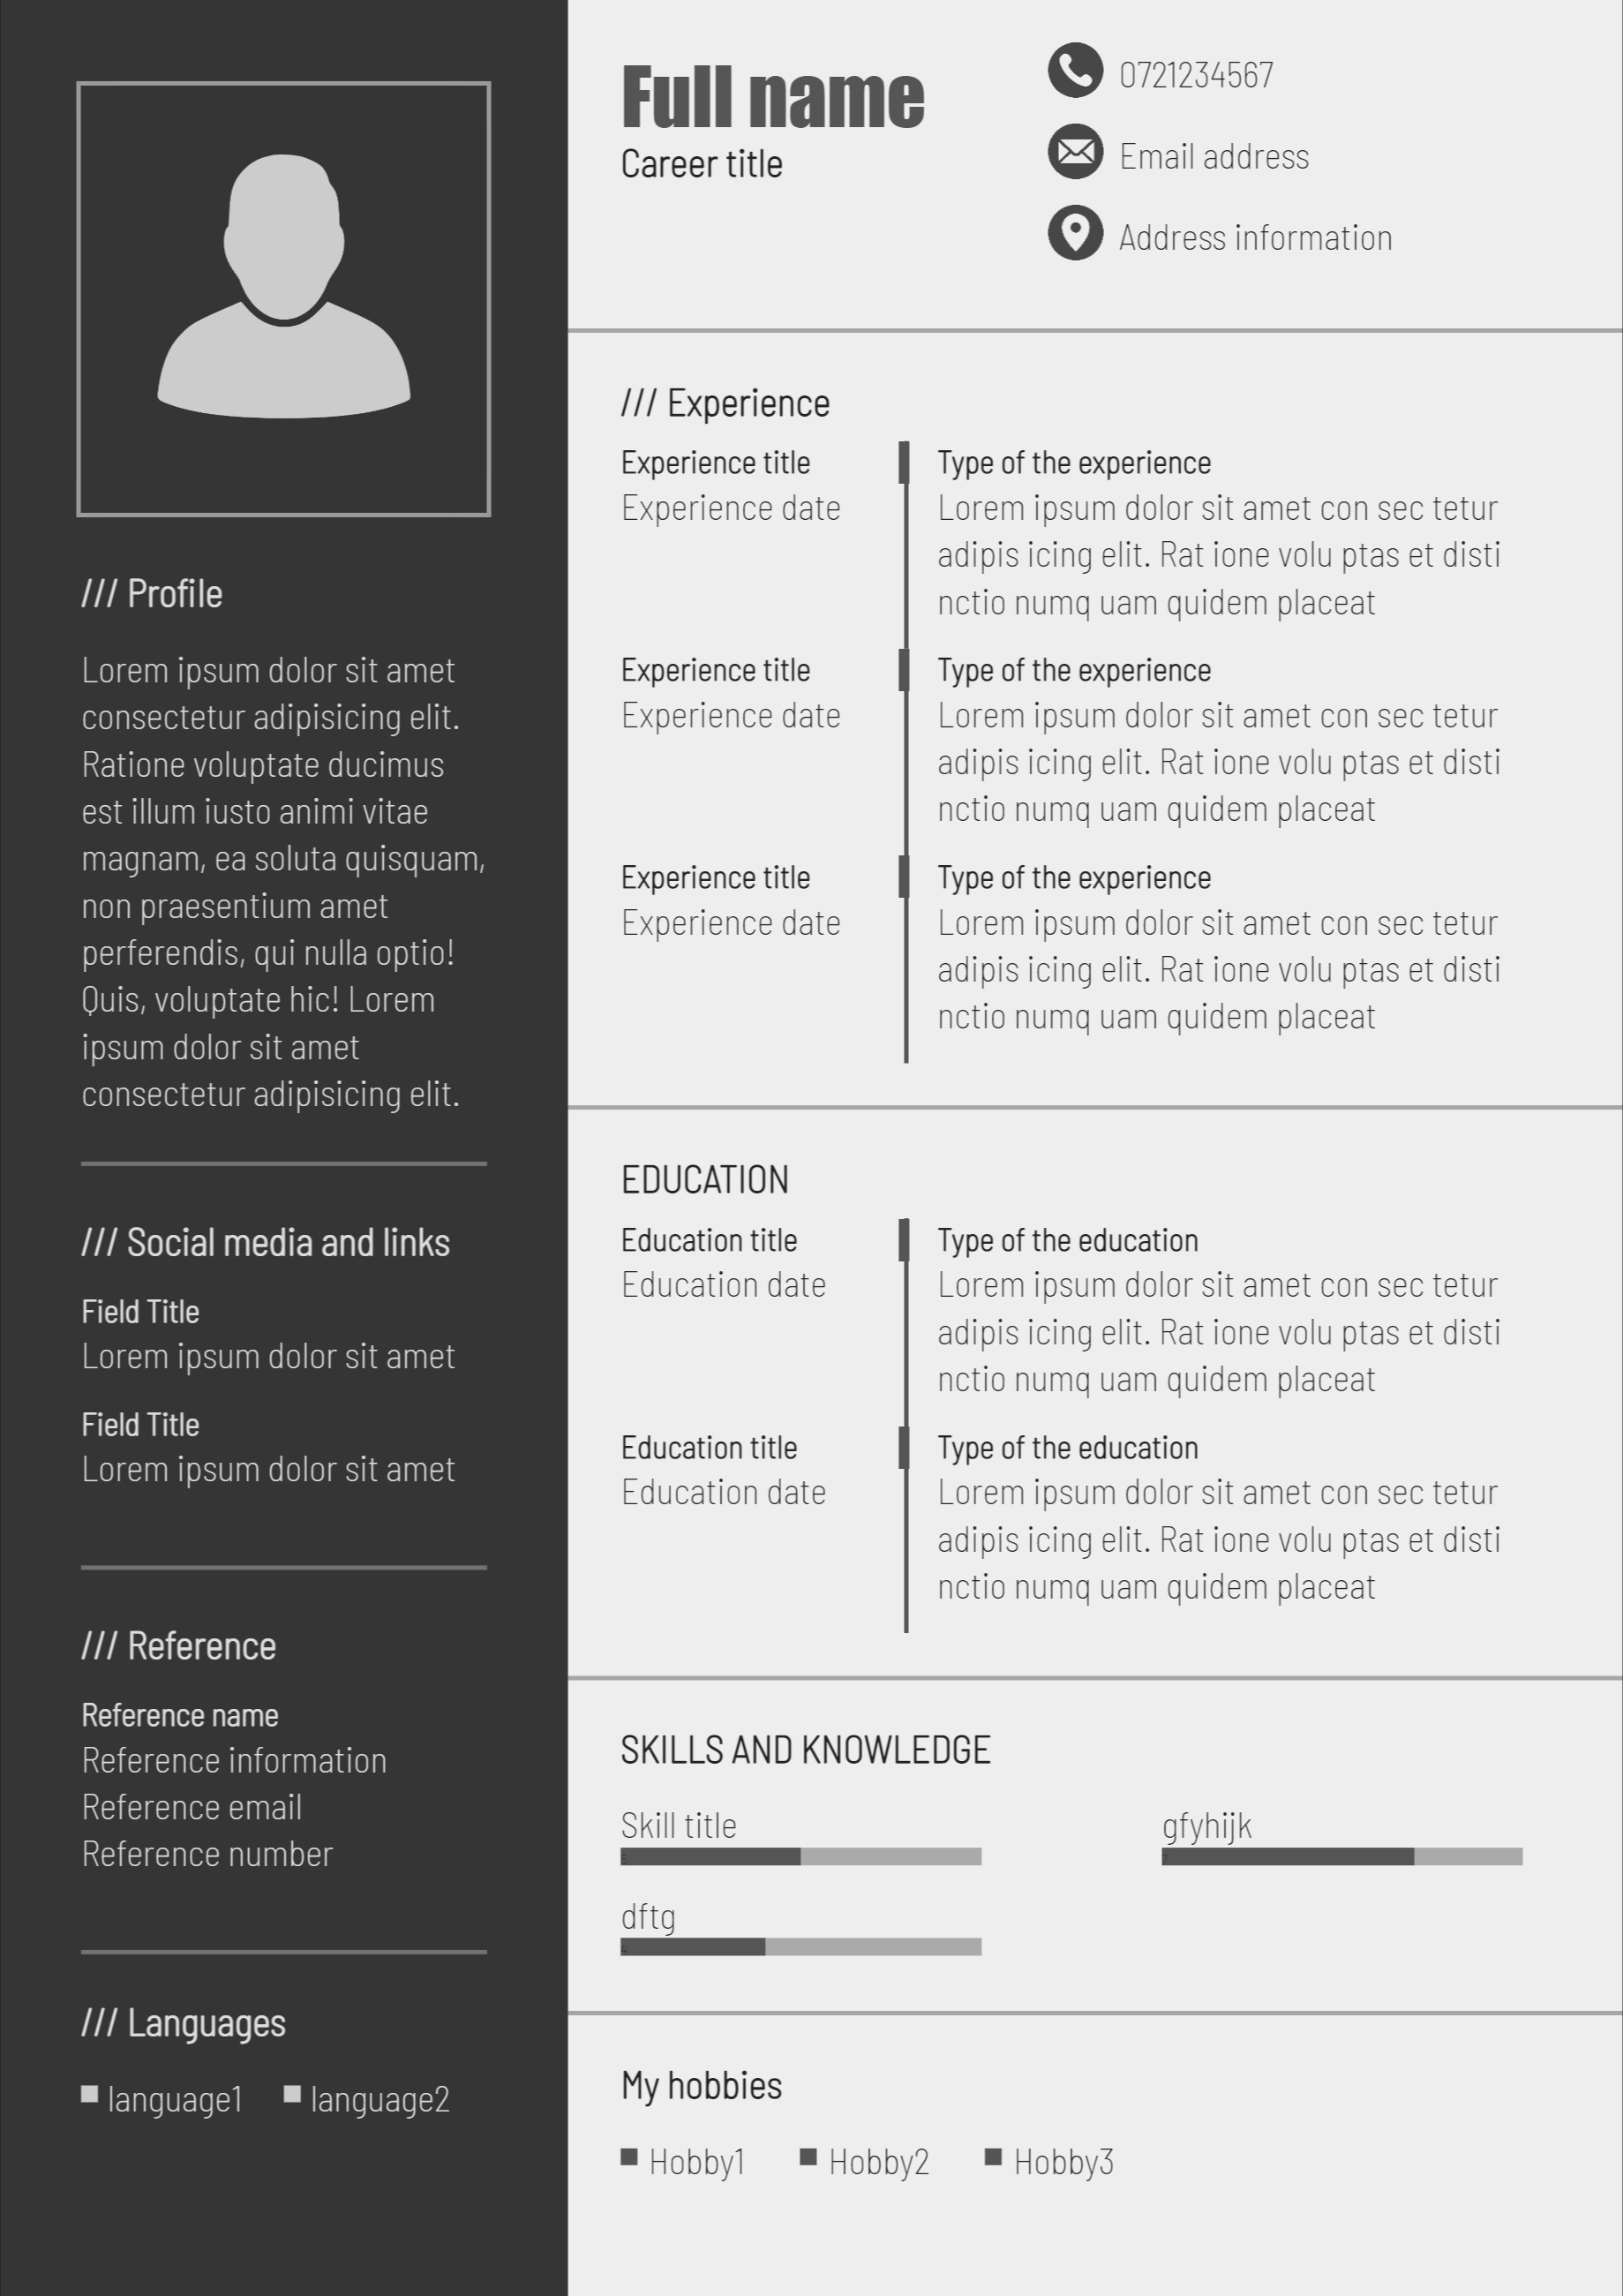 /// Profile
Lorem ipsum dolor sit amet
consectetur adipisicing elit.
Ratione voluptate ducimus
est illum iusto animi vitae
magnam, ea soluta quisquam,
non praesentium amet
perferendis, qui nulla optio!
Quis, voluptate hic! Lorem
ipsum dolor sit amet
consectetur adipisicing elit.
/// Social media and links
Field Title
Lorem ipsum dolor sit amet
Field Title
Lorem ipsum dolor sit amet
/// Reference
Reference name
Reference information
Reference email
Reference number
/// Languages
language1
language2
Full name
Career title
0721234567
Email address
Address information
/// Experience
Experience title
Experience date
Type of the experience
Lorem ipsum dolor sit amet con sec tetur
adipis icing elit. Rat ione volu ptas et disti
nctio numq uam quidem placeat
Experience title
Experience date
Type of the experience
Lorem ipsum dolor sit amet con sec tetur
adipis icing elit. Rat ione volu ptas et disti
nctio numq uam quidem placeat
Experience title
Experience date
Type of the experience
Lorem ipsum dolor sit amet con sec tetur
adipis icing elit. Rat ione volu ptas et disti
nctio numq uam quidem placeat
EDUCATION
Education title
Education date
Type of the education
Lorem ipsum dolor sit amet con sec tetur
adipis icing elit. Rat ione volu ptas et disti
nctio numq uam quidem placeat
Education title
Education date
Type of the education
Lorem ipsum dolor sit amet con sec tetur
adipis icing elit. Rat ione volu ptas et disti
nctio numq uam quidem placeat
SKILLS AND KNOWLEDGE
Skill title
gfyhijk
dftg
My hobbies
Hobby1
Hobby2
Hobby3